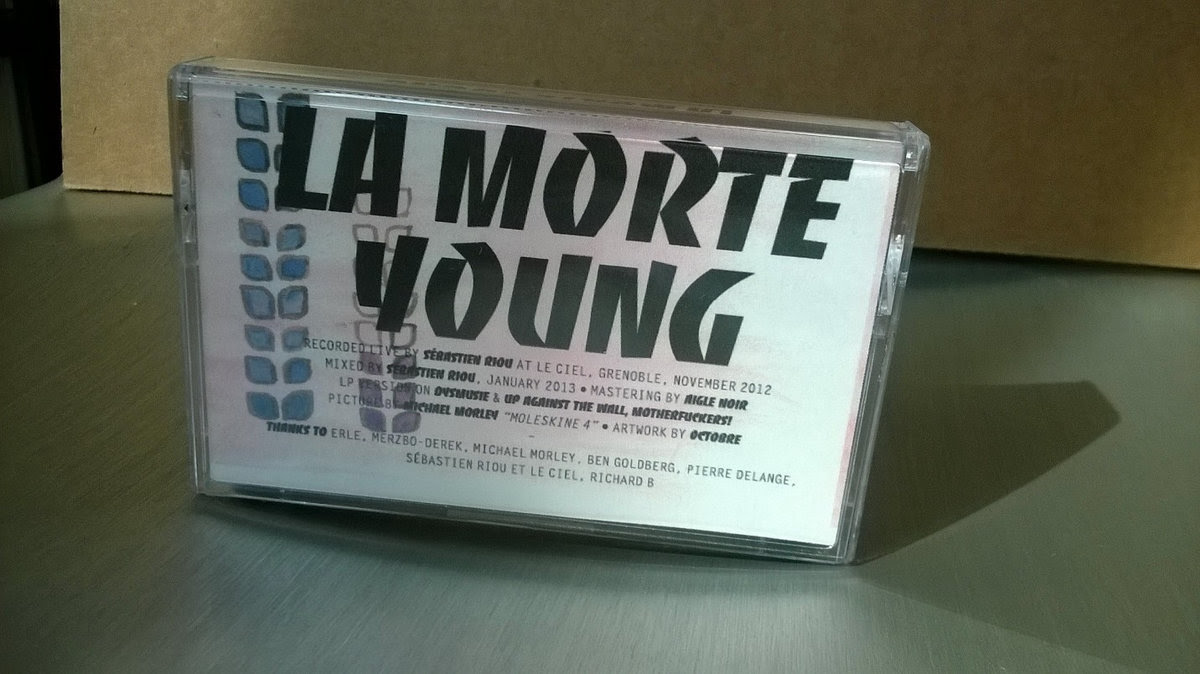 LA MORTE
YOUNG
RECORDED LIVE BY SÉBASTIEN RIOU AT LE CIEL, GRENOBLE, NOVEMBER 2012
MIXED BY SÉBASTIEN RIOU, JANUARY 2013 • MASTERING BY AIGLE NOIR
LP VERSION ON DYSMUSIE & UP AGAINST THE WALL, MOTHERFUCKERS!
PICTURE BY MICHAEL MORLEY "MOLESKINE 4" • ARTWORK BY OCTOBRE
THANKS TO ERLE, MERZBO-DEREK, MICHAEL MORLEY, BEN GOLDBERG, PIERRE DELANGE,
SÉBASTIEN RIOU ET LE CIEL, RICHARD B